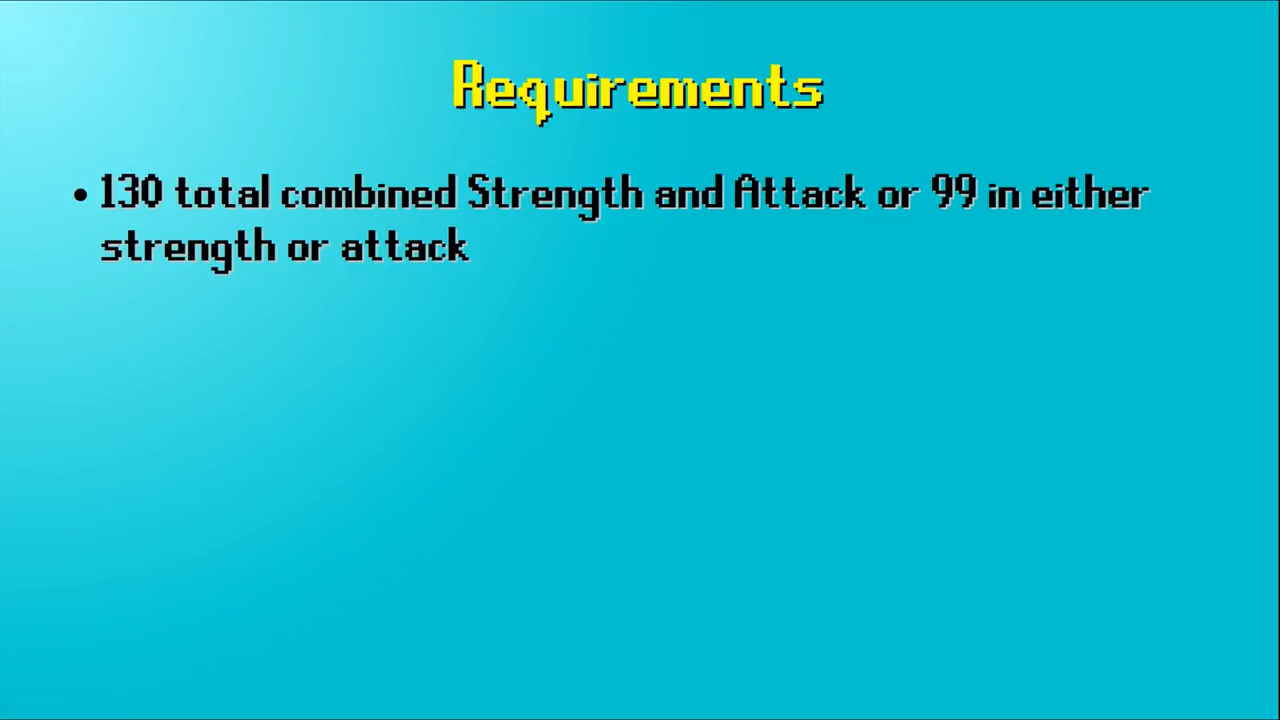 Requirements
• 130 total combined Strength and Attack or 99 in either
strength or attack